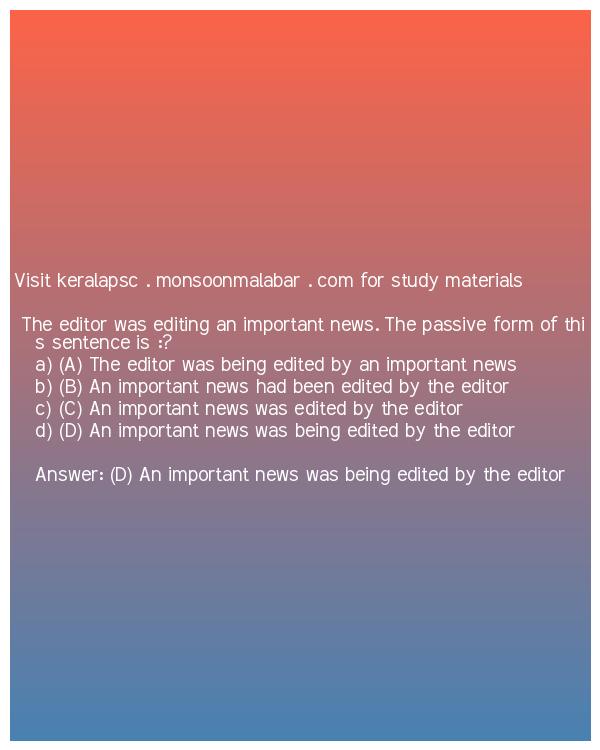 Visit keralapsc . monsoonmalabar . com for study materials
The editor was editing an important news. The passive form of thi
s sentence is :?
a) (A) The editor was being edited by an important news
b) (B) An important news had been edited by the editor
c) (C) An important news was edited by the editor
d) (D) An important news was being edited by the editor
Answer: (D) An important news was being edited by the editor